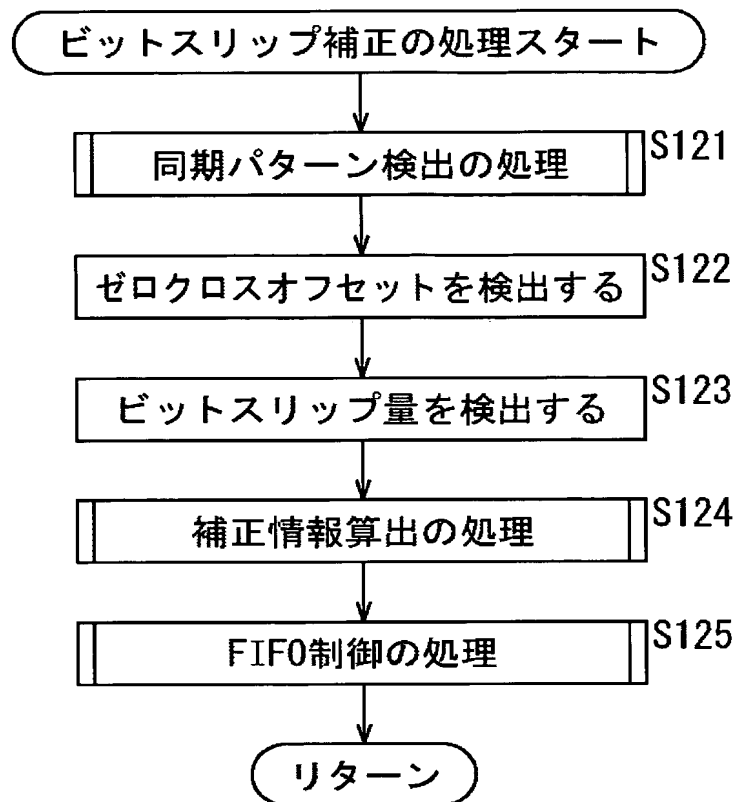 ビットスリップ補正の処理スタート
同期パターン検出の処理
S121
ゼロクロスオフセットを検出する
S122
ビットスリップ量を検出する
S123
補正情報算出の処理
S124
FIFO制御の処理
S125
リターン